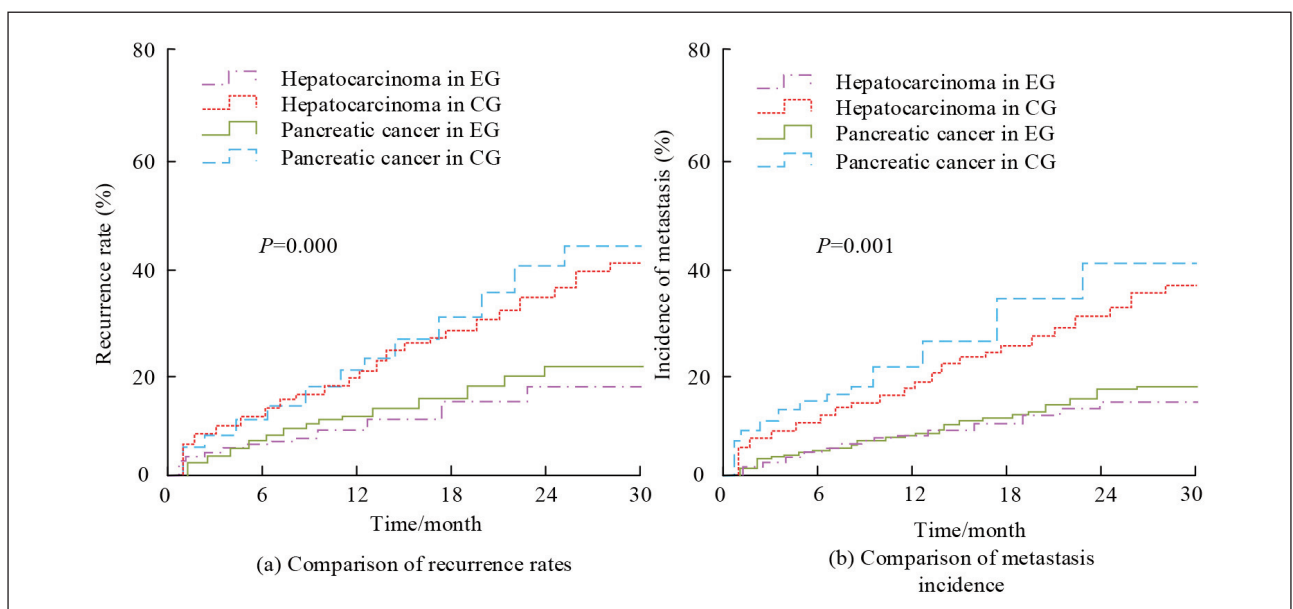 80
60
40
20
0
Recurrence rate (%)
Hepatocarcinoma in EG
Hepatocarcinoma in CG
Pancreatic cancer in EG
Pancreatic cancer in CG
P=0.000
0 6 12 18 24 30
Time/month
(a) Comparison of recurrence rates
80
60
40
20
0
Incidence of metastasis (%)
Hepatocarcinoma in EG
Hepatocarcinoma in CG
Pancreatic cancer in EG
Pancreatic cancer in CG
P=0.001
0 6 12 18 24 30
Time/month
(b) Comparison of metastasis
incidence